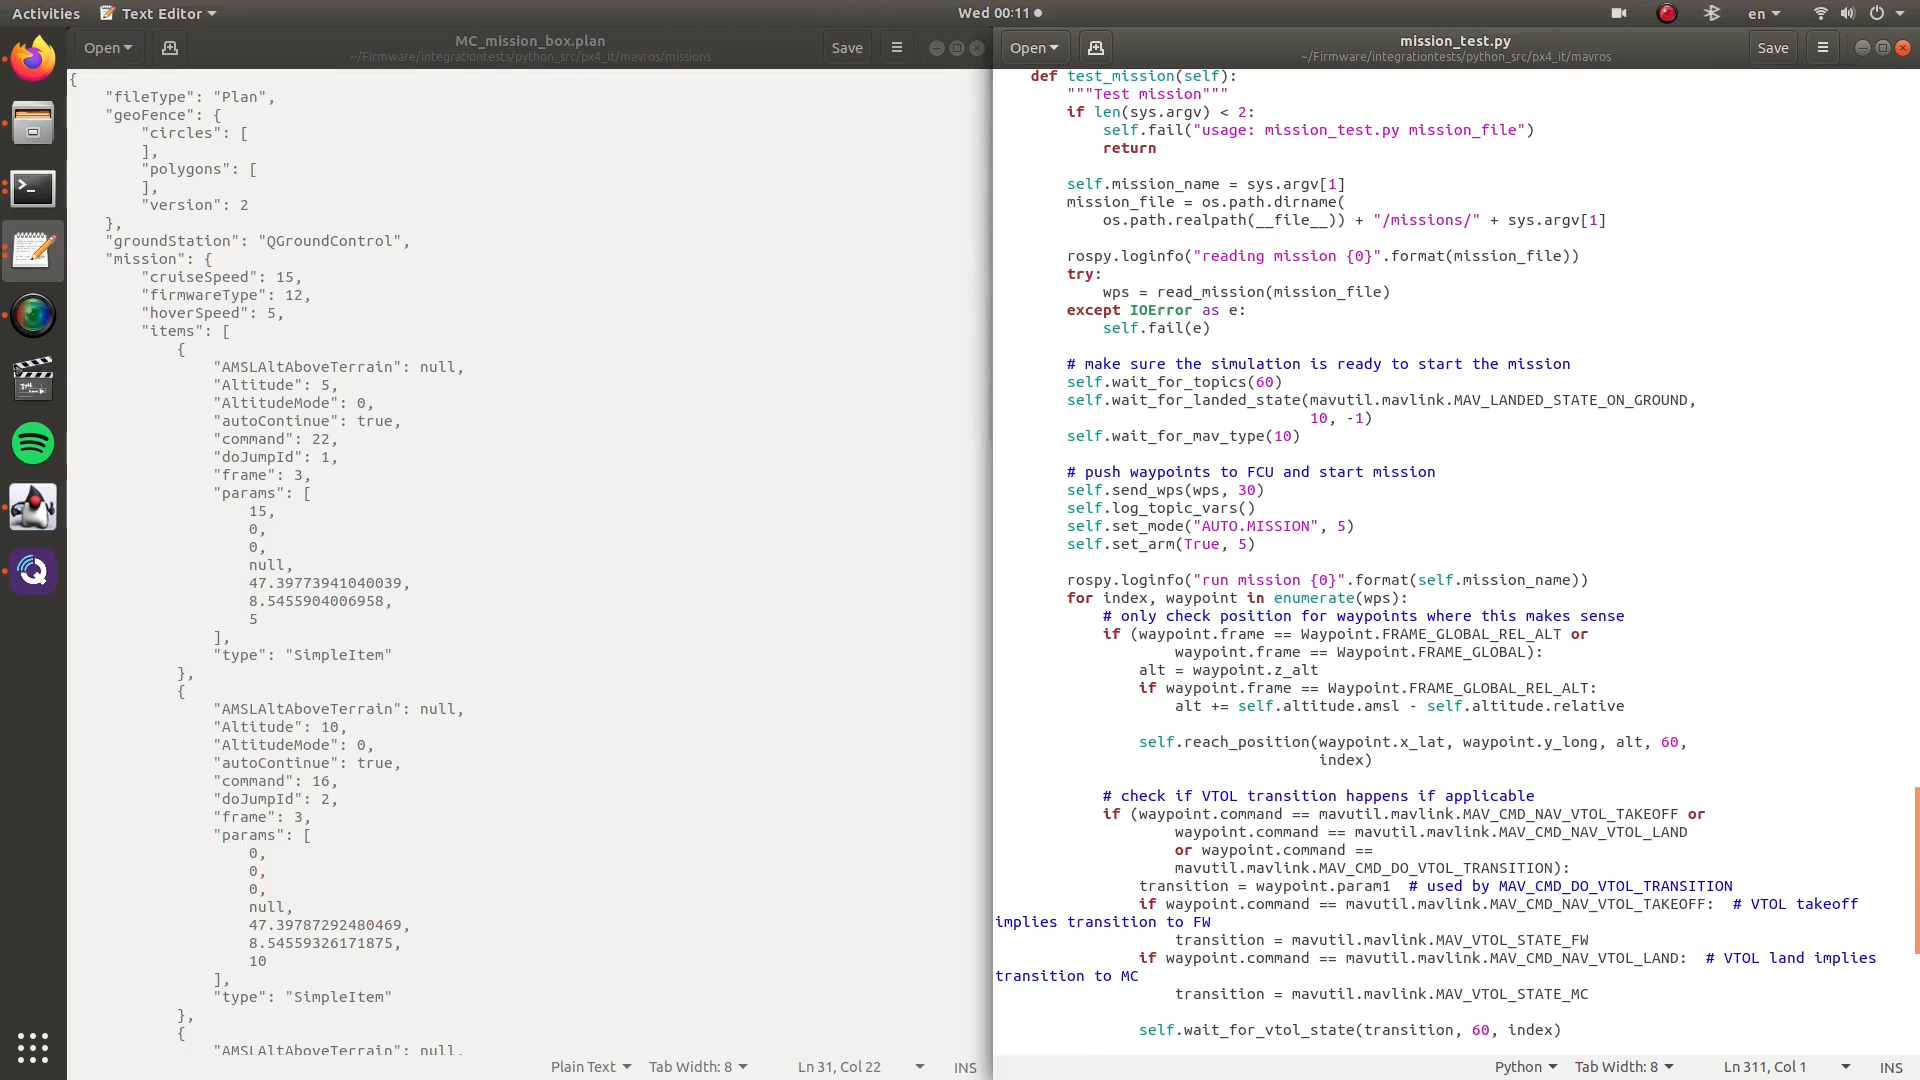 Activities Text Editor Wed 00:11 en
Open MC_mission_box.plan Save
~/Firmware/integrationtests/python_src/px4_it/mavros/missions
{
"fileType": "Plan",
"geoFence": {
"circles": [
],
"polygons": [
],
"version": 2
},
"groundStation": "QGroundControl",
"mission": {
"cruiseSpeed": 15,
"firmwareType": 12,
"hoverSpeed": 5,
"items": [
{
"AMSLAltAboveTerrain": null,
"Altitude": 5,
"AltitudeMode": 0,
"autoContinue": true,
"command": 22,
"doJumpId": 1,
"frame": 3,
"params": [
15,
0,
0,
null,
47.39773941040039,
8.5455904006958,
5
],
"type": "SimpleItem"
},
{
"AMSLAltAboveTerrain": null,
"Altitude": 10,
"AltitudeMode": 0,
"autoContinue": true,
"command": 16,
"doJumpId": 2,
"frame": 3,
"params": [
0,
0,
0,
null,
47.39787292480469,
8.54559326171875,
10
],
"type": "SimpleItem"
},
{
"AMSLAltAboveTerrain": null,
Plain Text Tab Width: 8 Ln 31, Col 22 INS
Open mission_test.py Save
~/Firmware/integrationtests/python_src/px4_it/mavros
def test_mission(self):
"""Test mission"""
if len(sys.argv) < 2:
self.fail("usage: mission_test.py mission_file")
return
self.mission_name = sys.argv[1]
mission_file = os.path.dirname(
os.path.realpath(__file__)) + "/missions/" + sys.argv[1]
rospy.loginfo("reading mission {0}".format(mission_file))
try:
wps = read_mission(mission_file)
except IOError as e:
self.fail(e)
# make sure the simulation is ready to start the mission
self.wait_for_topics(60)
self.wait_for_landed_state(mavutil.mavlink.MAV_LANDED_STATE_ON_GROUND,
10, -1)
self.wait_for_mav_type(10)
# push waypoints to FCU and start mission
self.send_wps(wps, 30)
self.log_topic_vars()
self.set_mode("AUTO.MISSION", 5)
self.set_arm(True, 5)
rospy.loginfo("run mission {0}".format(self.mission_name))
for index, waypoint in enumerate(wps):
# only check position for waypoints where this makes sense
if (waypoint.frame == Waypoint.FRAME_GLOBAL_REL_ALT or
waypoint.frame == Waypoint.FRAME_GLOBAL):
alt = waypoint.z_alt
if waypoint.frame == Waypoint.FRAME_GLOBAL_REL_ALT:
alt += self.altitude.amsl - self.altitude.relative
self.reach_position(waypoint.x_lat, waypoint.y_long, alt, 60,
index)
# check if VTOL transition happens if applicable
if (waypoint.command == mavutil.mavlink.MAV_CMD_NAV_VTOL_TAKEOFF or
waypoint.command == mavutil.mavlink.MAV_CMD_NAV_VTOL_LAND
or waypoint.command ==
mavutil.mavlink.MAV_CMD_DO_VTOL_TRANSITION):
transition = waypoint.param1 # used by MAV_CMD_DO_VTOL_TRANSITION
if waypoint.command == mavutil.mavlink.MAV_CMD_NAV_VTOL_TAKEOFF: # VTOL takeoff
implies transition to FW
transition = mavutil.mavlink.MAV_VTOL_STATE_FW
if waypoint.command == mavutil.mavlink.MAV_CMD_NAV_VTOL_LAND: # VTOL land implies
transition to MC
transition = mavutil.mavlink.MAV_VTOL_STATE_MC
self.wait_for_vtol_state(transition, 60, index)
Python Tab Width: 8 Ln 311, Col 1 INS